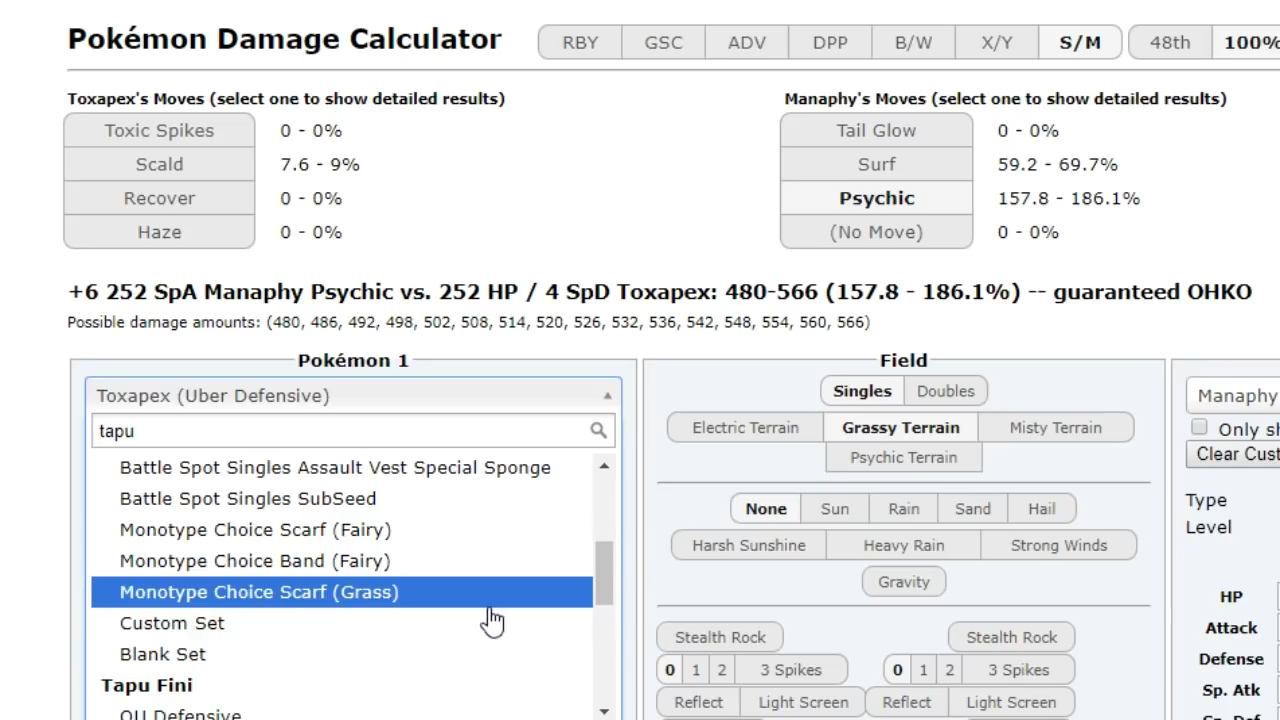 Pokémon Damage Calculator
RBY GSC ADV DPP B/W X/Y S/M 48th 100%
Toxapex's Moves (select one to show detailed results)
Toxic Spikes 0 - 0%
Scald 7.6 - 9%
Recover 0 - 0%
Haze 0 - 0%
Manaphy's Moves (select one to show detailed results)
Tail Glow 0 - 0%
Surf 59.2 - 69.7%
Psychic 157.8 - 186.1%
(No Move) 0 - 0%
+6 252 SpA Manaphy Psychic vs. 252 HP / 4 SpD Toxapex: 480-566 (157.8 - 186.1%) -- guaranteed OHKO
Possible damage amounts: (480, 486, 492, 498, 502, 508, 514, 520, 526, 532, 536, 542, 548, 554, 560, 566)
Pokémon 1
Toxapex (Uber Defensive)
tapu
Battle Spot Singles Assault Vest Special Sponge
Battle Spot Singles SubSeed
Monotype Choice Scarf (Fairy)
Monotype Choice Band (Fairy)
Monotype Choice Scarf (Grass)
Custom Set
Blank Set
Tapu Fini
OU Defensive
Field
Singles Doubles
Electric Terrain Grassy Terrain Misty Terrain
Psychic Terrain
None Sun Rain Sand Hail
Harsh Sunshine Heavy Rain Strong Winds
Gravity
Stealth Rock Stealth Rock
0 1 2 3 Spikes 0 1 2 3 Spikes
Reflect Light Screen Reflect Light Screen
Manaphy
Only sh
Clear Cust
Type
Level
HP
Attack
Defense
Sp. Atk
Sp. Def